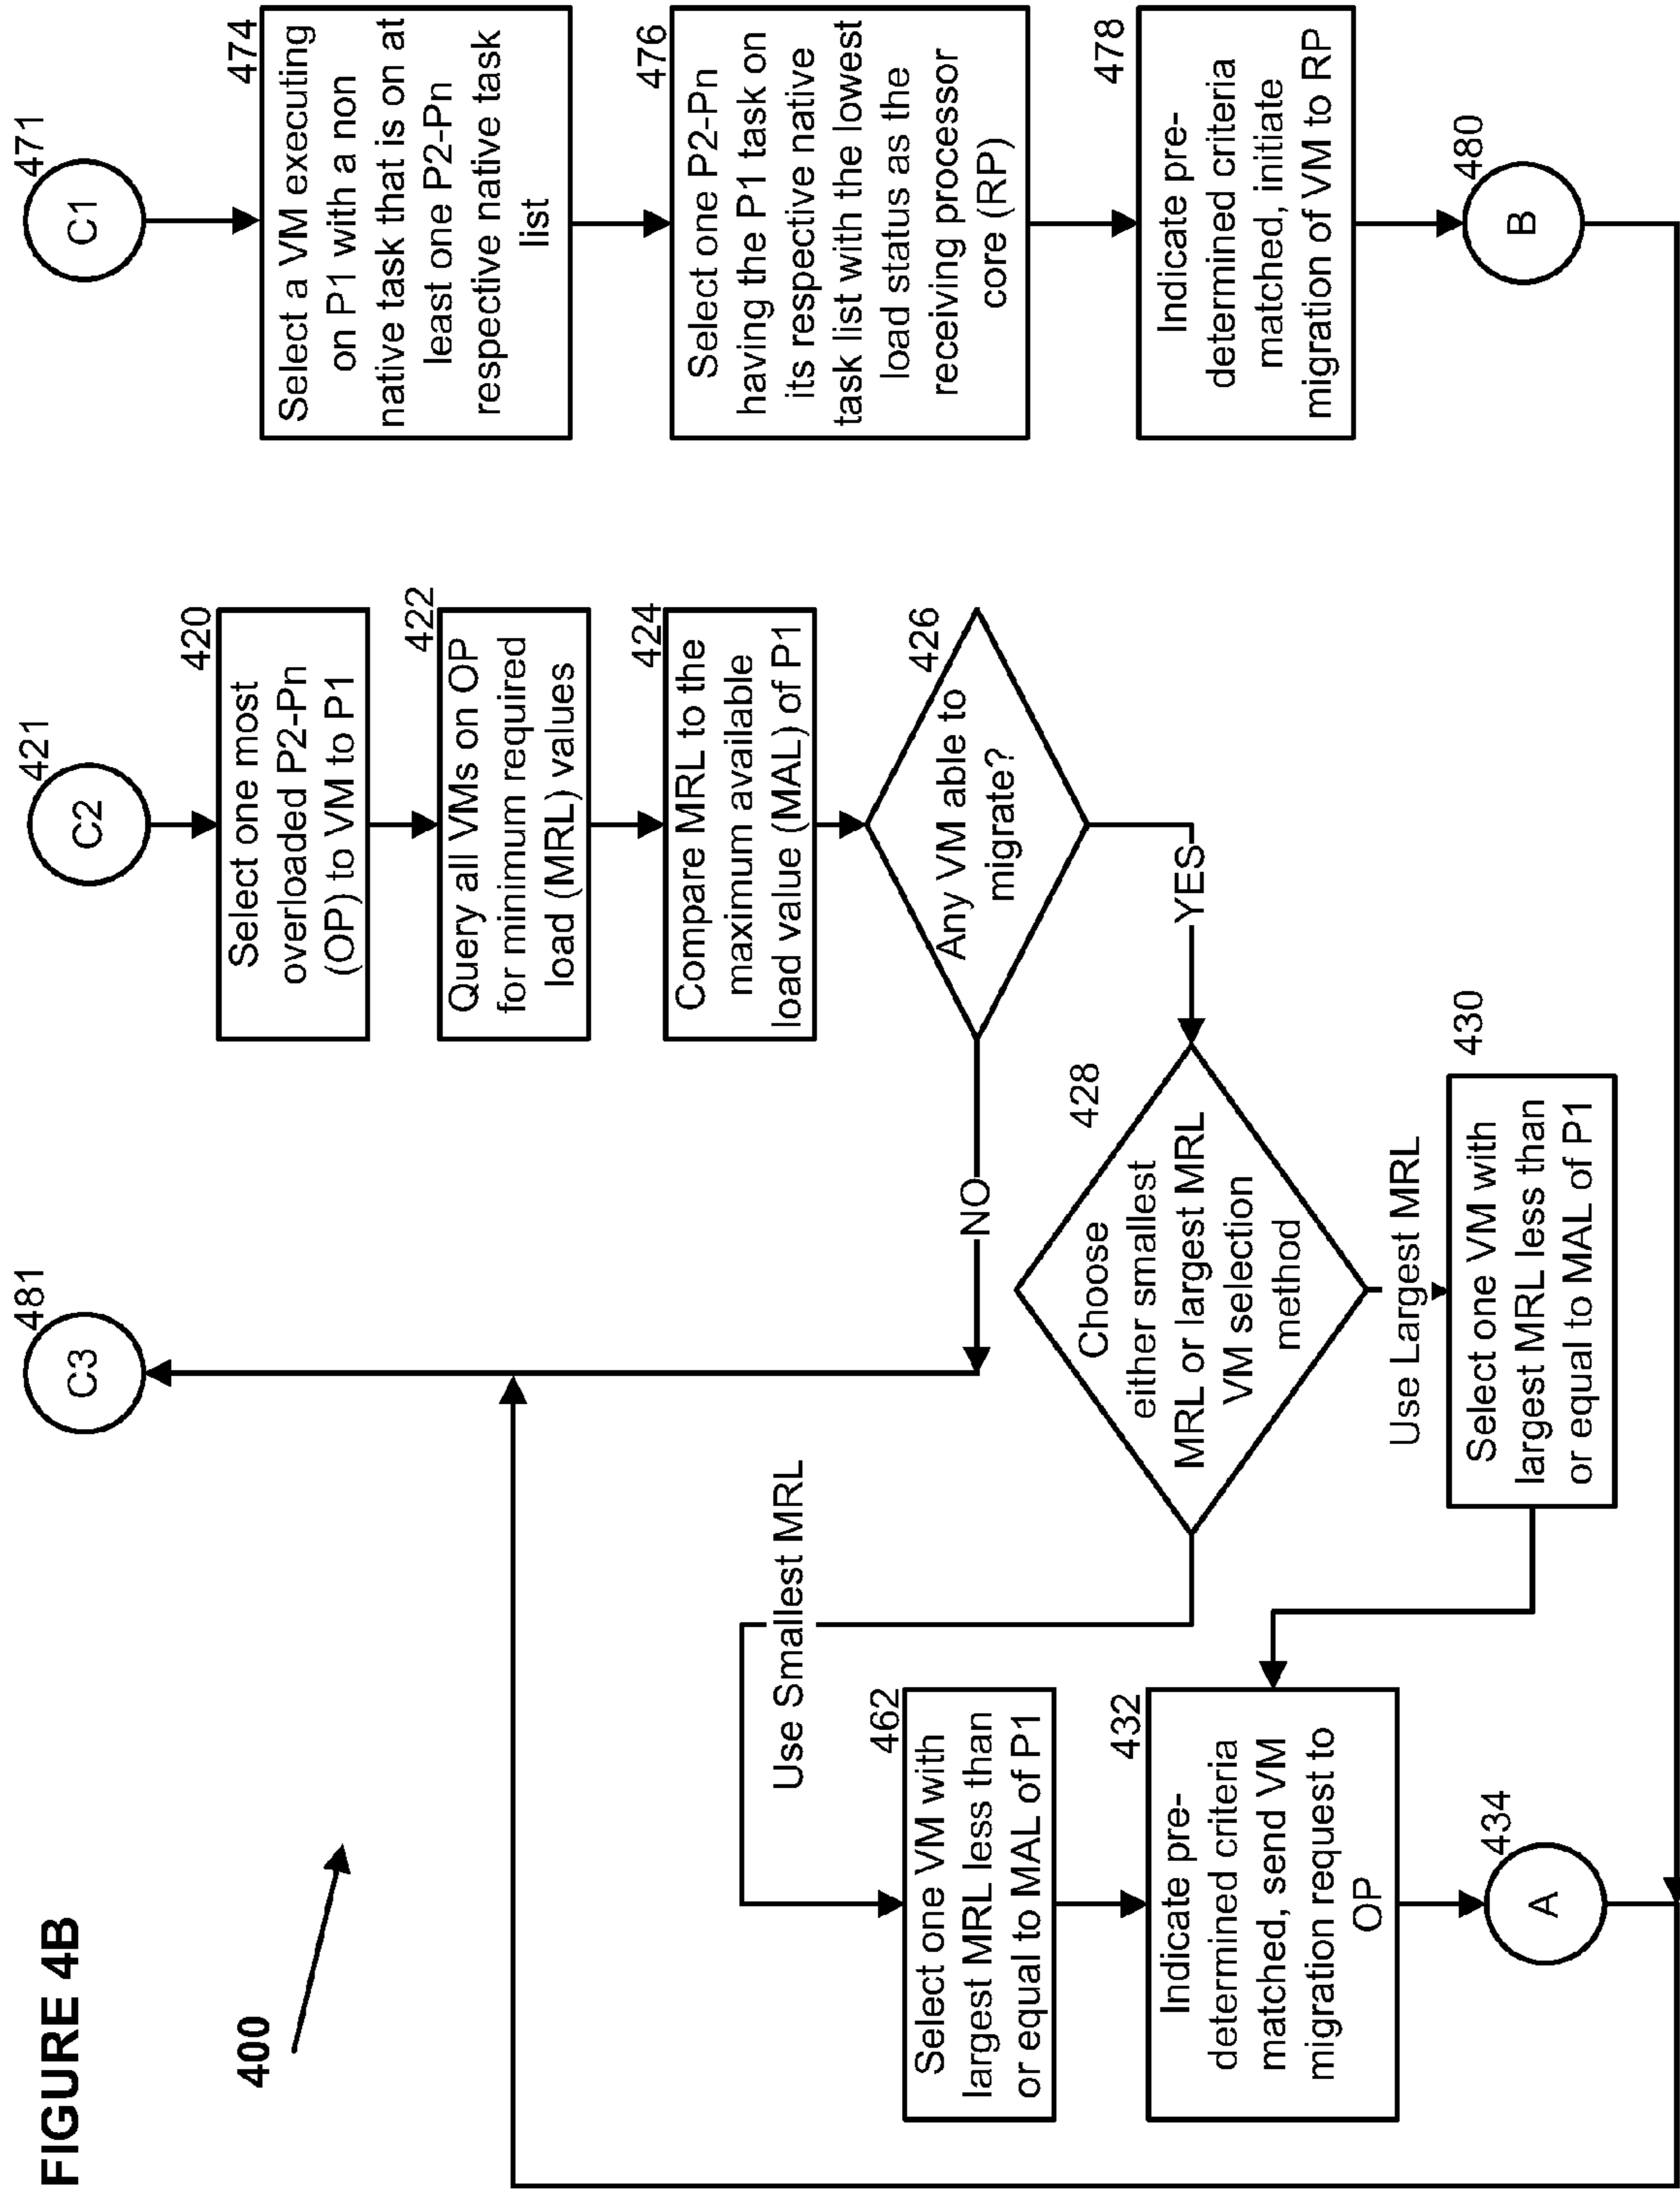 FIGURE 4B
400
481
C3
421
C2
420
Select one most
overloaded P2-Pn
(OP) to VM to P1
422
Query all VMs on OP
for minimum required
load (MRL) values
424
Compare MRL to the
maximum available
load value (MAL) of P1
426
Any VM able to
migrate?
NO
YES
428
Choose
either smallest
MRL or largest MRL
VM selection
method
Use Smallest MRL
Use Largest MRL
430
Select one VM with
largest MRL less than
or equal to MAL of P1
462
Select one VM with
largest MRL less than
or equal to MAL of P1
432
Indicate pre-
determined criteria
matched, send VM
migration request to
OP
434
A
471
C1
474
Select a VM executing
on P1 with a non
native task that is on at
least one P2-Pn
respective native task
list
476
Select one P2-Pn
having the P1 task on
its respective native
task list with the lowest
load status as the
receiving processor
core (RP)
478
Indicate pre-
determined criteria
matched, initiate
migration of VM to RP
480
B